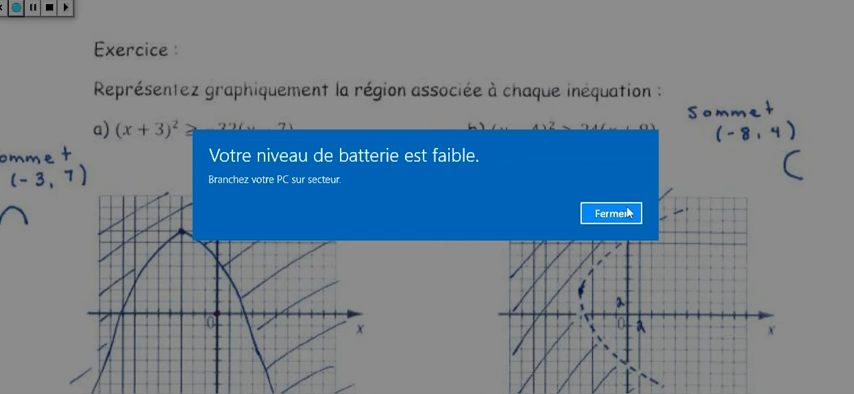 Exercice :
Représentez graphiquement la région associée à chaque inéquation :
sommet
(-8, 4)
a) (x + 3)² ≥
Votre niveau de batterie est faible.
Branchez votre PC sur secteur.
Fermer
(-3, 7)
0
x
2
0
2
x